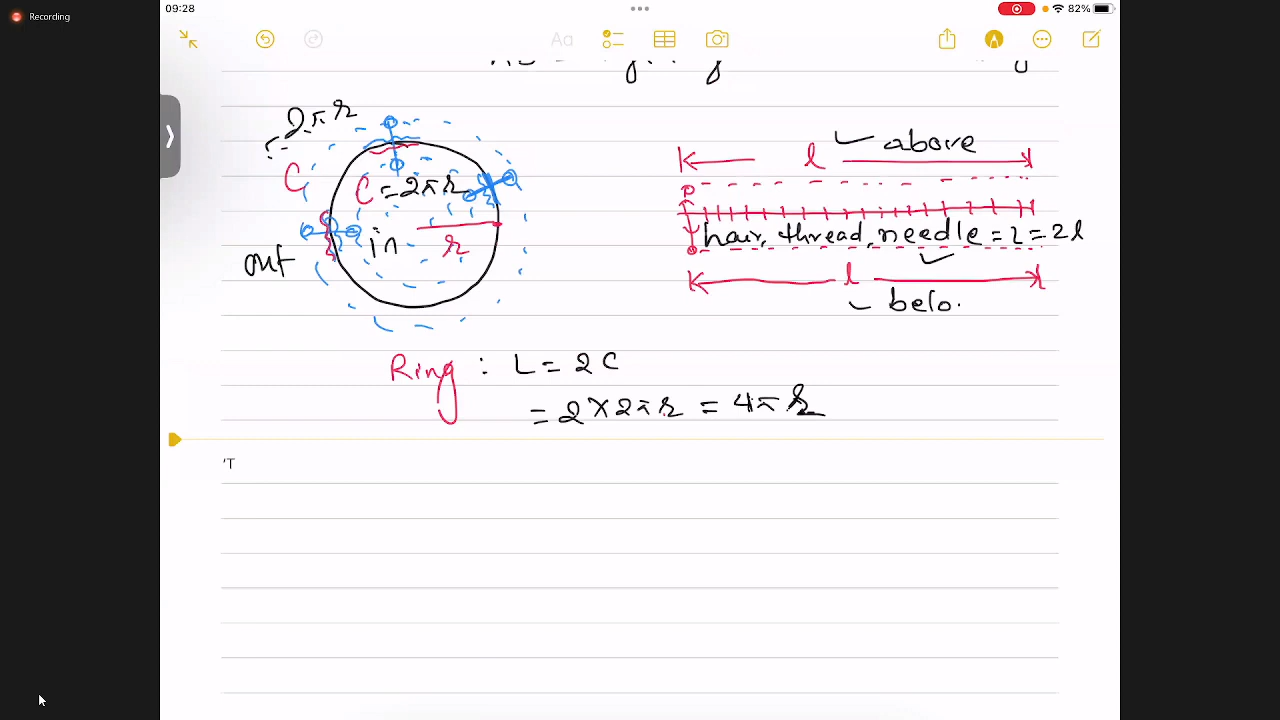 Recording
09:28
82%
Aa
2πr
C
C = 2πr
in
r
out
l
above
hair, thread, needle = L = 2l
l
belo.
Ring : L = 2C
= 2 × 2πr = 4πr
'T